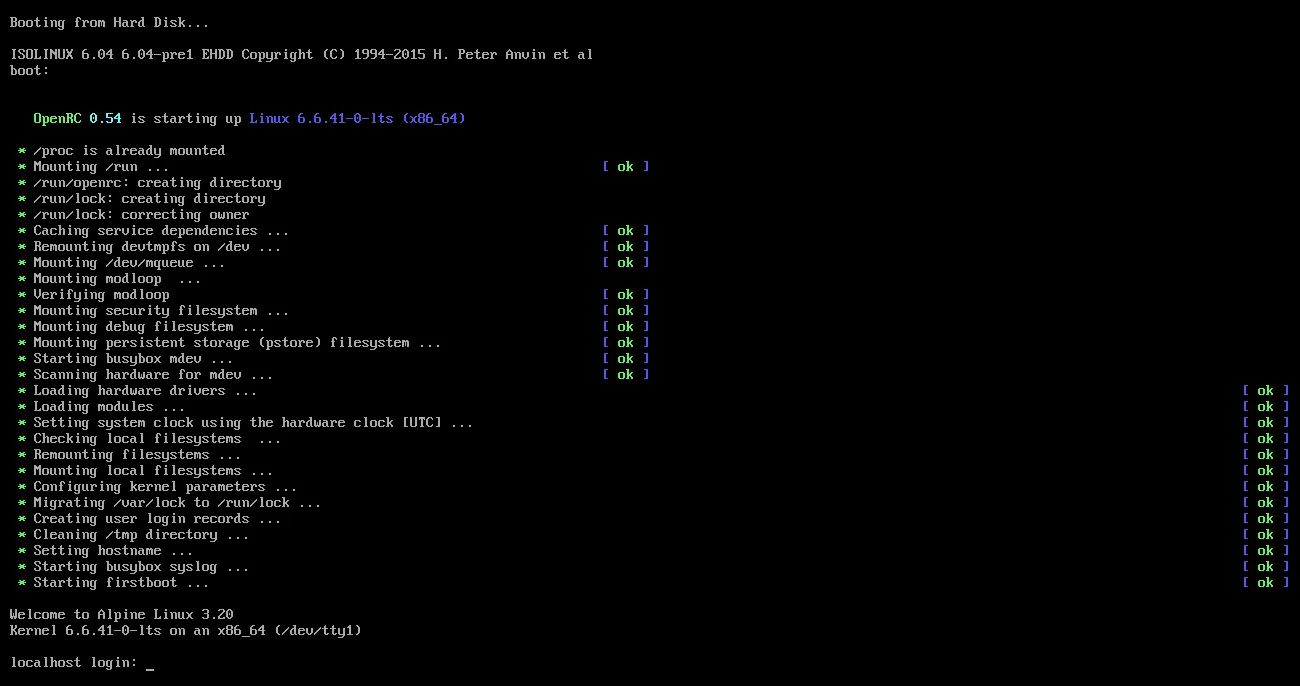 Booting from Hard Disk...
ISOLINUX 6.04 6.04-pre1 EHDD Copyright (C) 1994-2015 H. Peter Anvin et al
boot:
OpenRC 0.54 is starting up Linux 6.6.41-0-lts (x86_64)
* /proc is already mounted
* Mounting /run ... [ ok ]
* /run/openrc: creating directory
* /run/lock: creating directory
* /run/lock: correcting owner
* Caching service dependencies ... [ ok ]
* Remounting devtmpfs on /dev ... [ ok ]
* Mounting /dev/mqueue ... [ ok ]
* Mounting modloop  ...
* Verifying modloop [ ok ]
* Mounting security filesystem ... [ ok ]
* Mounting debug filesystem ... [ ok ]
* Mounting persistent storage (pstore) filesystem ... [ ok ]
* Starting busybox mdev ... [ ok ]
* Scanning hardware for mdev ... [ ok ]
* Loading hardware drivers ... [ ok ]
* Loading modules ... [ ok ]
* Setting system clock using the hardware clock [UTC] ... [ ok ]
* Checking local filesystems  ... [ ok ]
* Remounting filesystems ... [ ok ]
* Mounting local filesystems ... [ ok ]
* Configuring kernel parameters ... [ ok ]
* Migrating /var/lock to /run/lock ... [ ok ]
* Creating user login records ... [ ok ]
* Cleaning /tmp directory ... [ ok ]
* Setting hostname ... [ ok ]
* Starting busybox syslog ... [ ok ]
* Starting firstboot ... [ ok ]
Welcome to Alpine Linux 3.20
Kernel 6.6.41-0-lts on an x86_64 (/dev/tty1)
localhost login: _